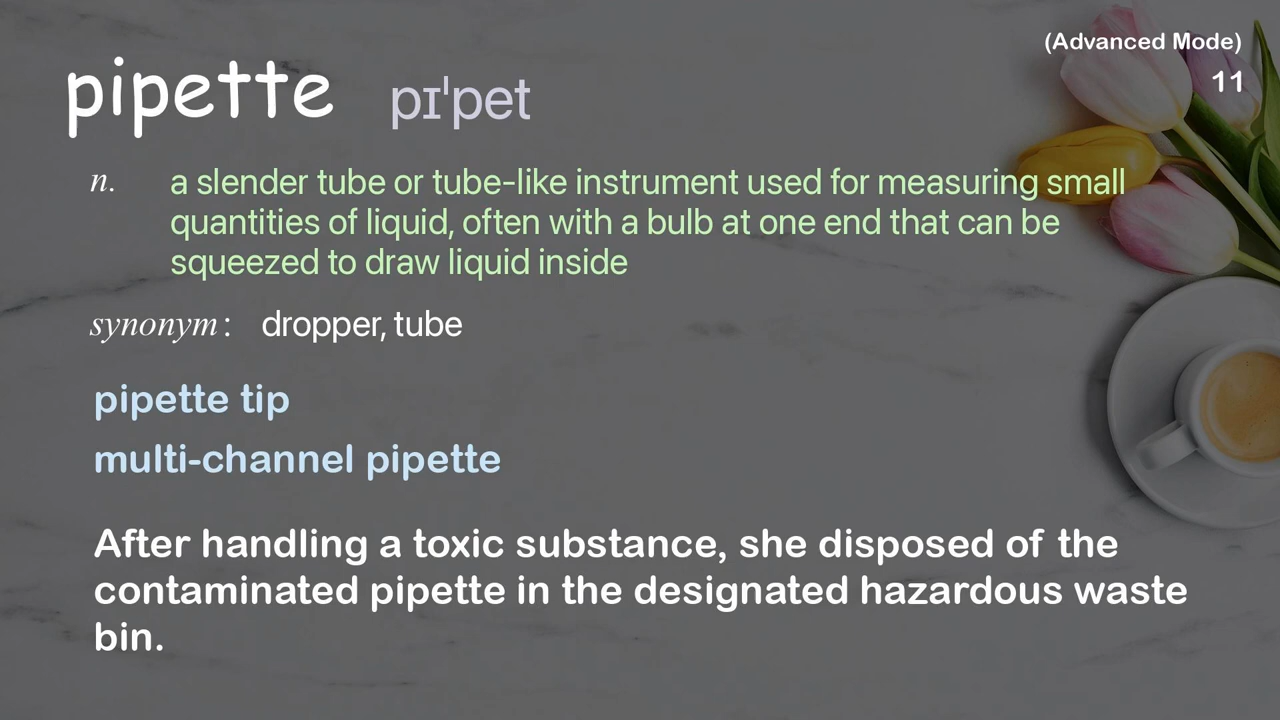 (Advanced Mode)
11
pipette pɪˈpet
n. a slender tube or tube-like instrument used for measuring small
quantities of liquid, often with a bulb at one end that can be
squeezed to draw liquid inside
synonym: dropper, tube
pipette tip
multi-channel pipette
After handling a toxic substance, she disposed of the
contaminated pipette in the designated hazardous waste
bin.